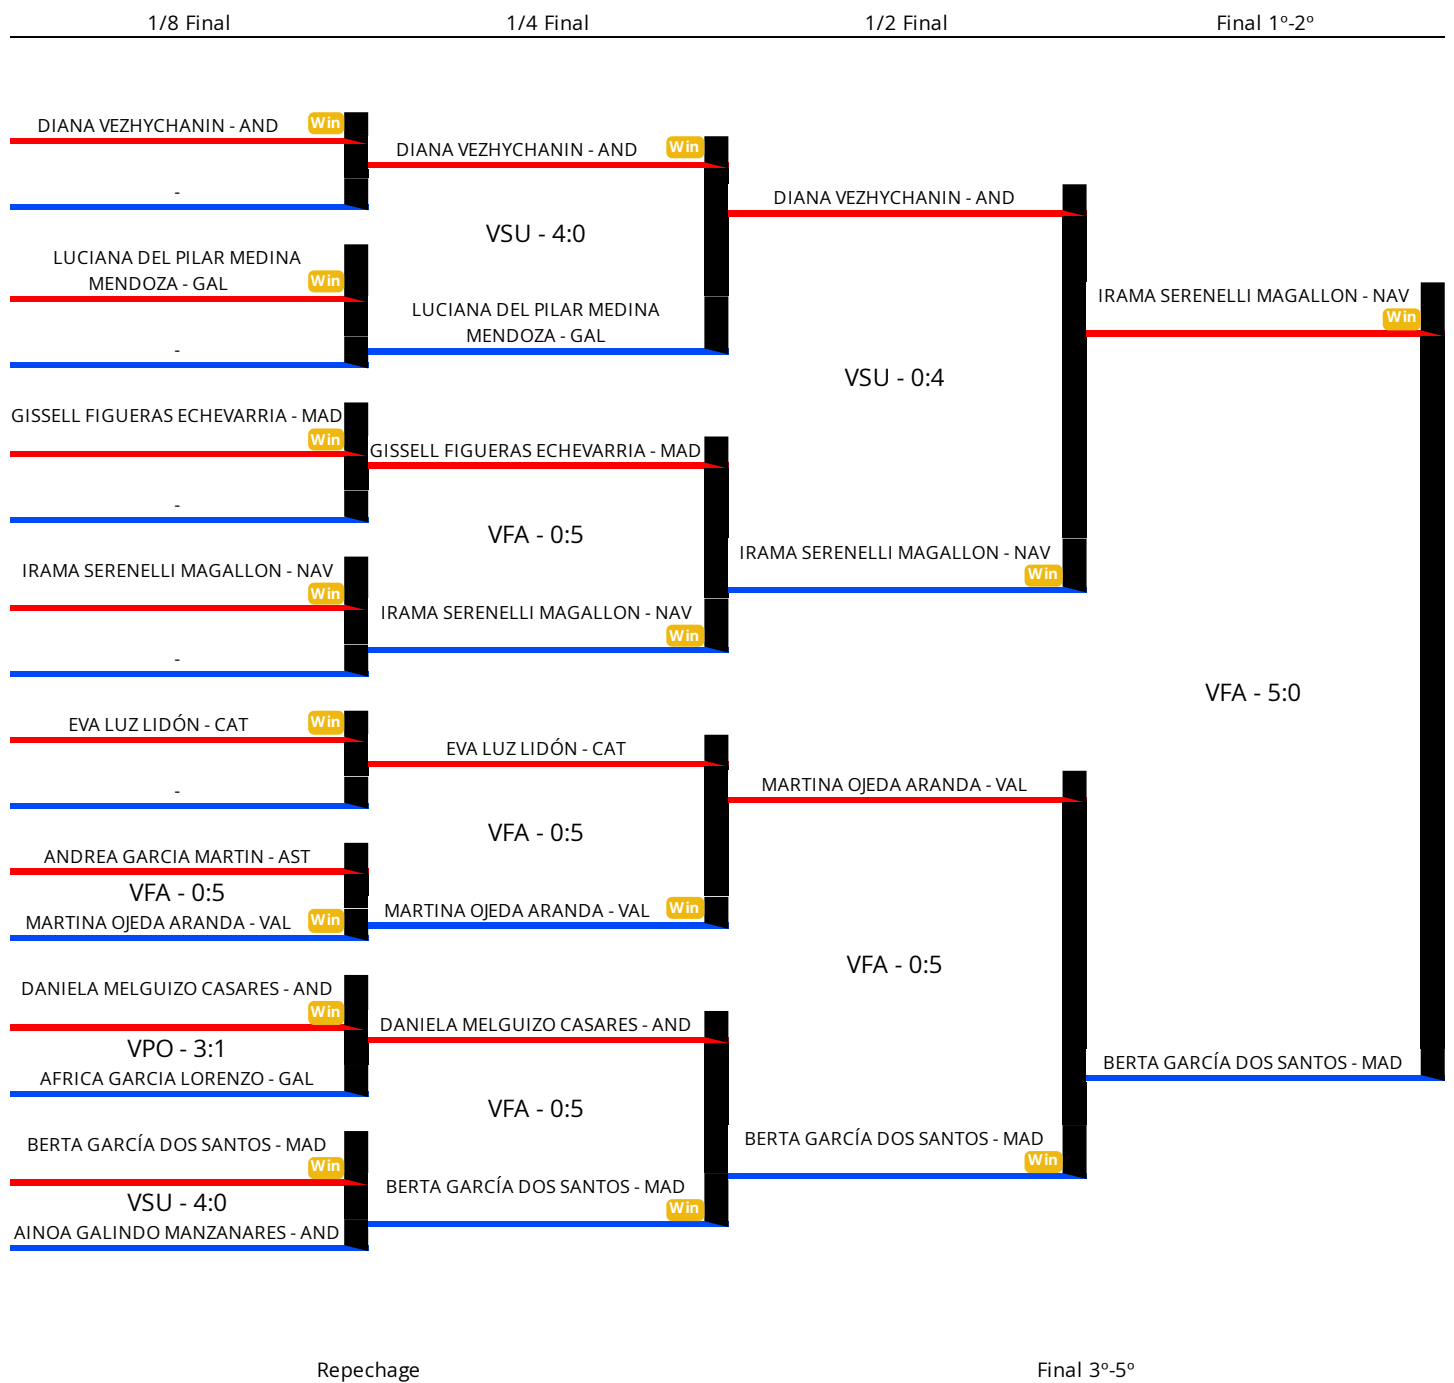 1/8 Final
1/4 Final
1/2 Final
Final 1º-2º
DIANA VEZHYCHANIN - AND
Win
-
LUCIANA DEL PILAR MEDINA
MENDOZA - GAL
Win
-
GISSELL FIGUERAS ECHEVARRIA - MAD
Win
-
IRAMA SERENELLI MAGALLON - NAV
Win
-
EVA LUZ LIDÓN - CAT
Win
-
ANDREA GARCIA MARTIN - AST
VFA - 0:5
MARTINA OJEDA ARANDA - VAL
Win
DANIELA MELGUIZO CASARES - AND
Win
VPO - 3:1
AFRICA GARCIA LORENZO - GAL
BERTA GARCÍA DOS SANTOS - MAD
Win
VSU - 4:0
AINOA GALINDO MANZANARES - AND
DIANA VEZHYCHANIN - AND
Win
VSU - 4:0
LUCIANA DEL PILAR MEDINA
MENDOZA - GAL
GISSELL FIGUERAS ECHEVARRIA - MAD
VFA - 0:5
IRAMA SERENELLI MAGALLON - NAV
Win
EVA LUZ LIDÓN - CAT
VFA - 0:5
MARTINA OJEDA ARANDA - VAL
Win
DANIELA MELGUIZO CASARES - AND
VFA - 0:5
BERTA GARCÍA DOS SANTOS - MAD
Win
DIANA VEZHYCHANIN - AND
VSU - 0:4
IRAMA SERENELLI MAGALLON - NAV
Win
MARTINA OJEDA ARANDA - VAL
VFA - 0:5
BERTA GARCÍA DOS SANTOS - MAD
Win
IRAMA SERENELLI MAGALLON - NAV
Win
VFA - 5:0
BERTA GARCÍA DOS SANTOS - MAD
Repechage
Final 3º-5º